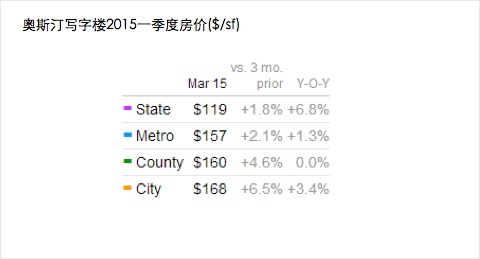 奥斯汀写字楼2015一季度房价($/sf)
vs. 3 mo.
Mar 15 prior Y-O-Y
State $119 +1.8% +6.8%
Metro $157 +2.1% +1.3%
County $160 +4.6% 0.0%
City $168 +6.5% +3.4%